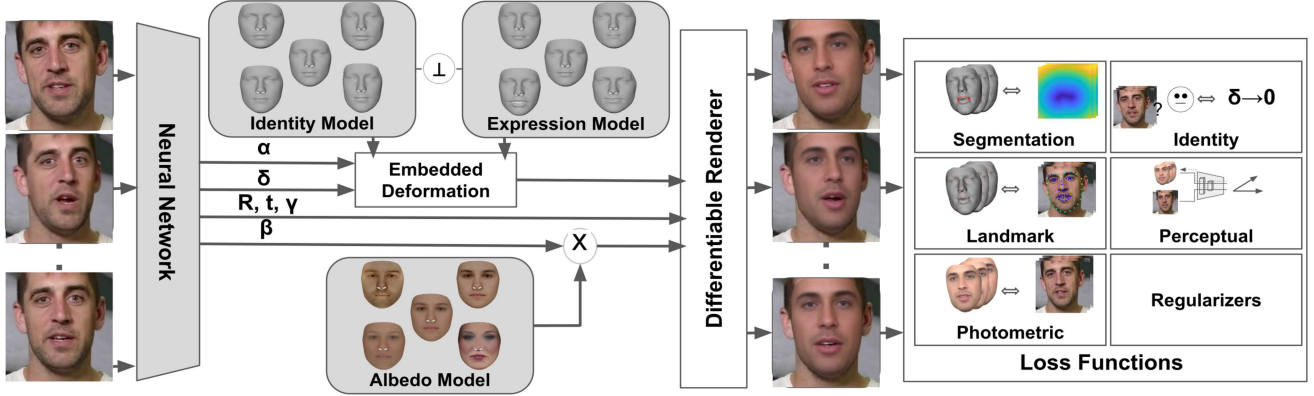 Neural Network
Identity Model
⊥
Expression Model
α
δ
R, t, γ
β
Embedded
Deformation
X
Albedo Model
Differentiable Renderer
Segmentation
?
δ→0
Identity
Landmark
Perceptual
Photometric
Regularizers
Loss Functions